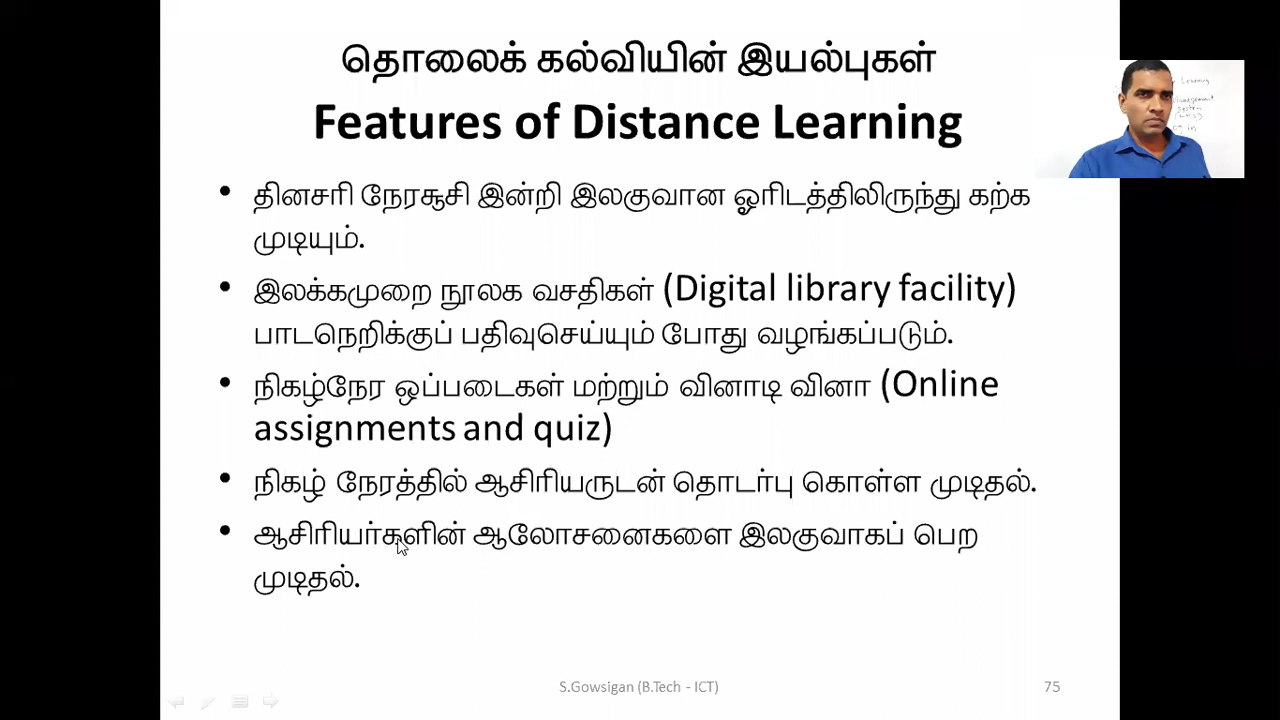 தொலைக் கல்வியின் இயல்புகள்
Features of Distance Learning
• தினசரி நேரசூசி இன்றி இலகுவான ஓரிடத்திலிருந்து கற்க
முடியும்.
• இலக்கமுறை நூலக வசதிகள் (Digital library facility)
பாடநெறிக்குப் பதிவுசெய்யும் போது வழங்கப்படும்.
• நிகழ்நேர ஒப்படைகள் மற்றும் வினாடி வினா (Online
assignments and quiz)
• நிகழ் நேரத்தில் ஆசிரியருடன் தொடர்பு கொள்ள முடிதல்.
• ஆசிரியர்களின் ஆலோசனைகளை இலகுவாகப் பெற
முடிதல்.
S.Gowsigan (B.Tech - ICT)
75